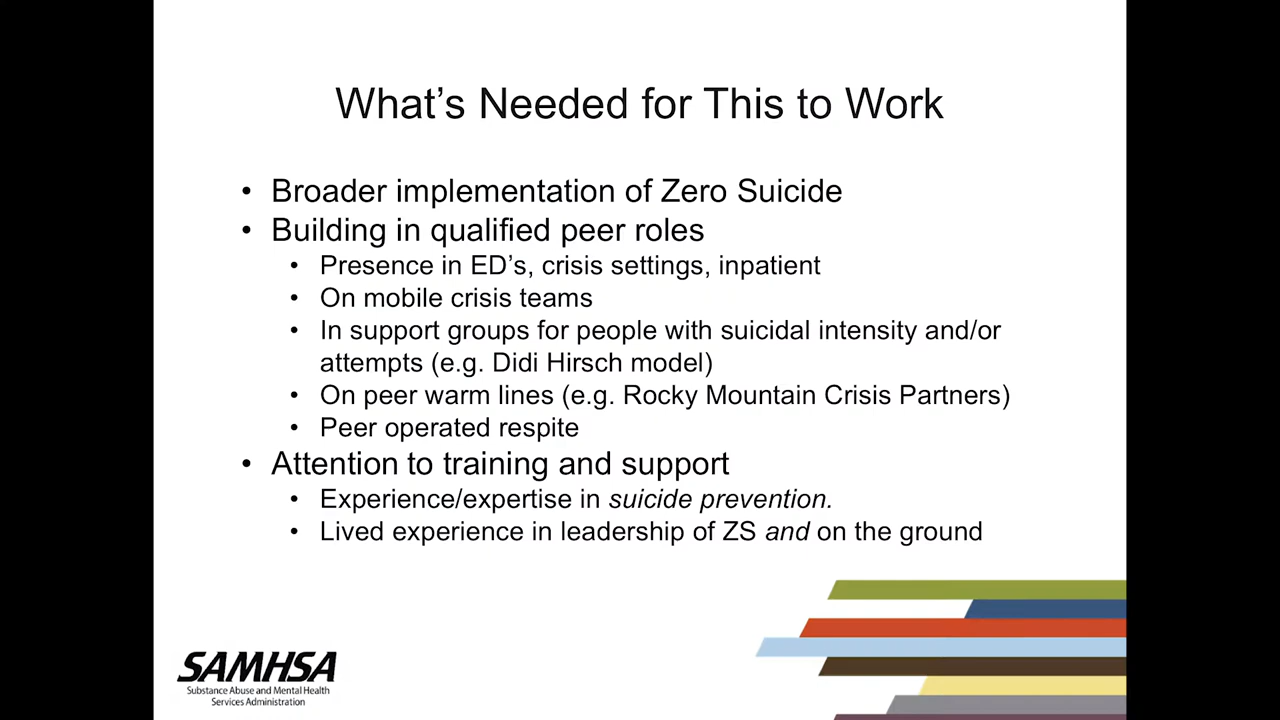 What's Needed for This to Work
• Broader implementation of Zero Suicide
• Building in qualified peer roles
• Presence in ED's, crisis settings, inpatient
• On mobile crisis teams
• In support groups for people with suicidal intensity and/or
attempts (e.g. Didi Hirsch model)
• On peer warm lines (e.g. Rocky Mountain Crisis Partners)
• Peer operated respite
• Attention to training and support
• Experience/expertise in suicide prevention.
• Lived experience in leadership of ZS and on the ground
SAMHSA
Substance Abuse and Mental Health
Services Administration